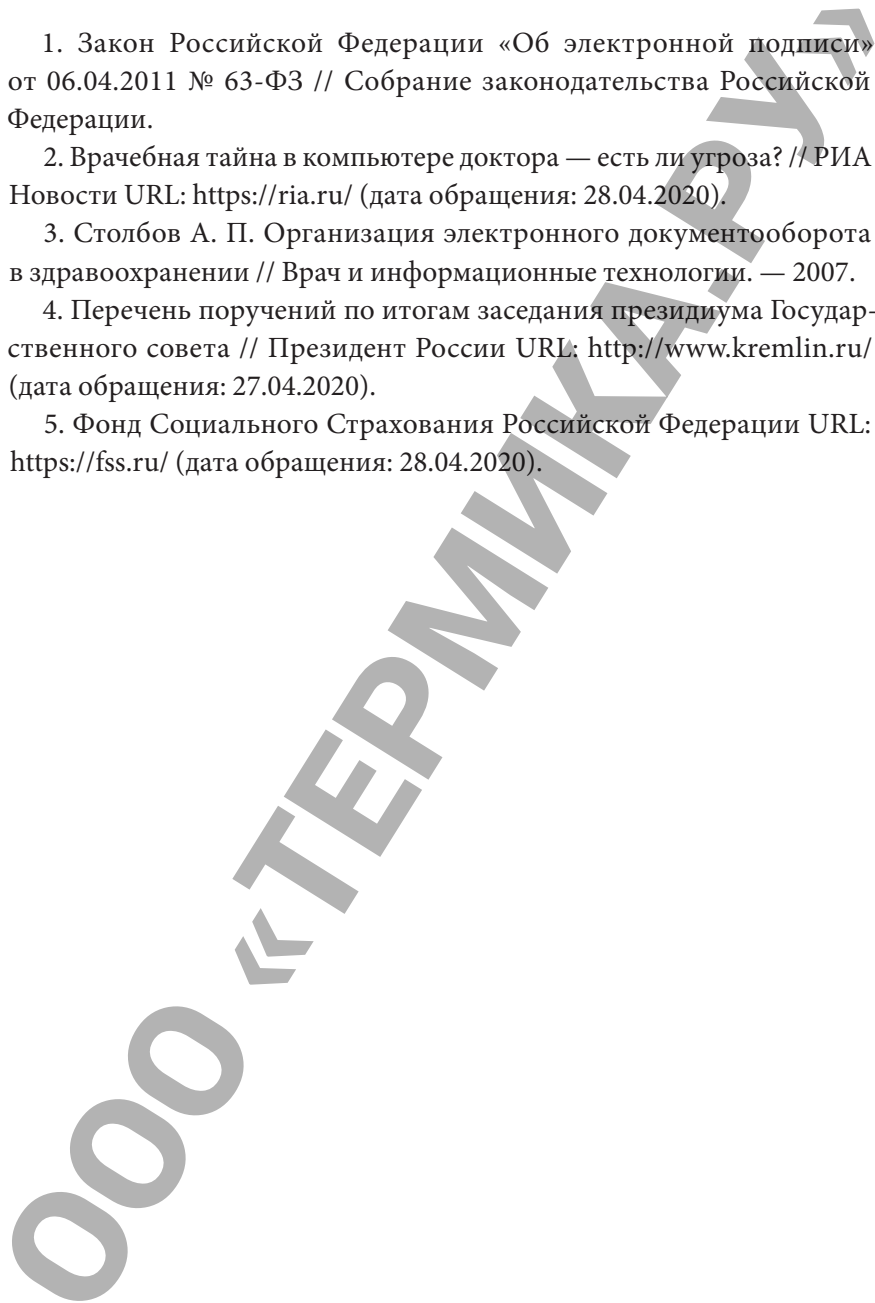 1. Закон Российской Федерации «Об электронной подписи»
от 06.04.2011 № 63-ФЗ // Собрание законодательства Российской
Федерации.
2. Врачебная тайна в компьютере доктора — есть ли угроза? // РИА
Новости URL: https://ria.ru/ (дата обращения: 28.04.2020).
3. Столбов А. П. Организация электронного документооборота
в здравоохранении // Врач и информационные технологии. — 2007.
4. Перечень поручений по итогам заседания президиума Государ-
ственного совета // Президент России URL: http://www.kremlin.ru/
(дата обращения: 27.04.2020).
5. Фонд Социального Страхования Российской Федерации URL:
https://fss.ru/ (дата обращения: 28.04.2020).
ООО «ТЕРМИКА.РУ»